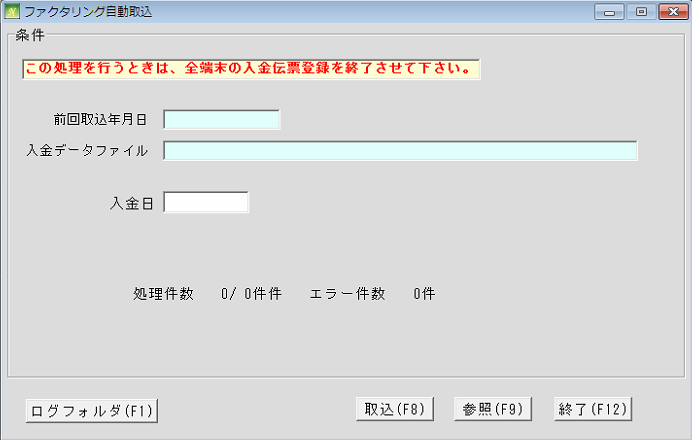 ファクタリング自動取込
条件
この処理を行うときは、全端末の入金伝票登録を終了させて下さい。
前回取込年月日
入金データファイル
入金日
処理件数 0/ 0件件 エラー件数 0件
ログフォルダ(F1) 取込(F8) 参照(F9) 終了(F12)